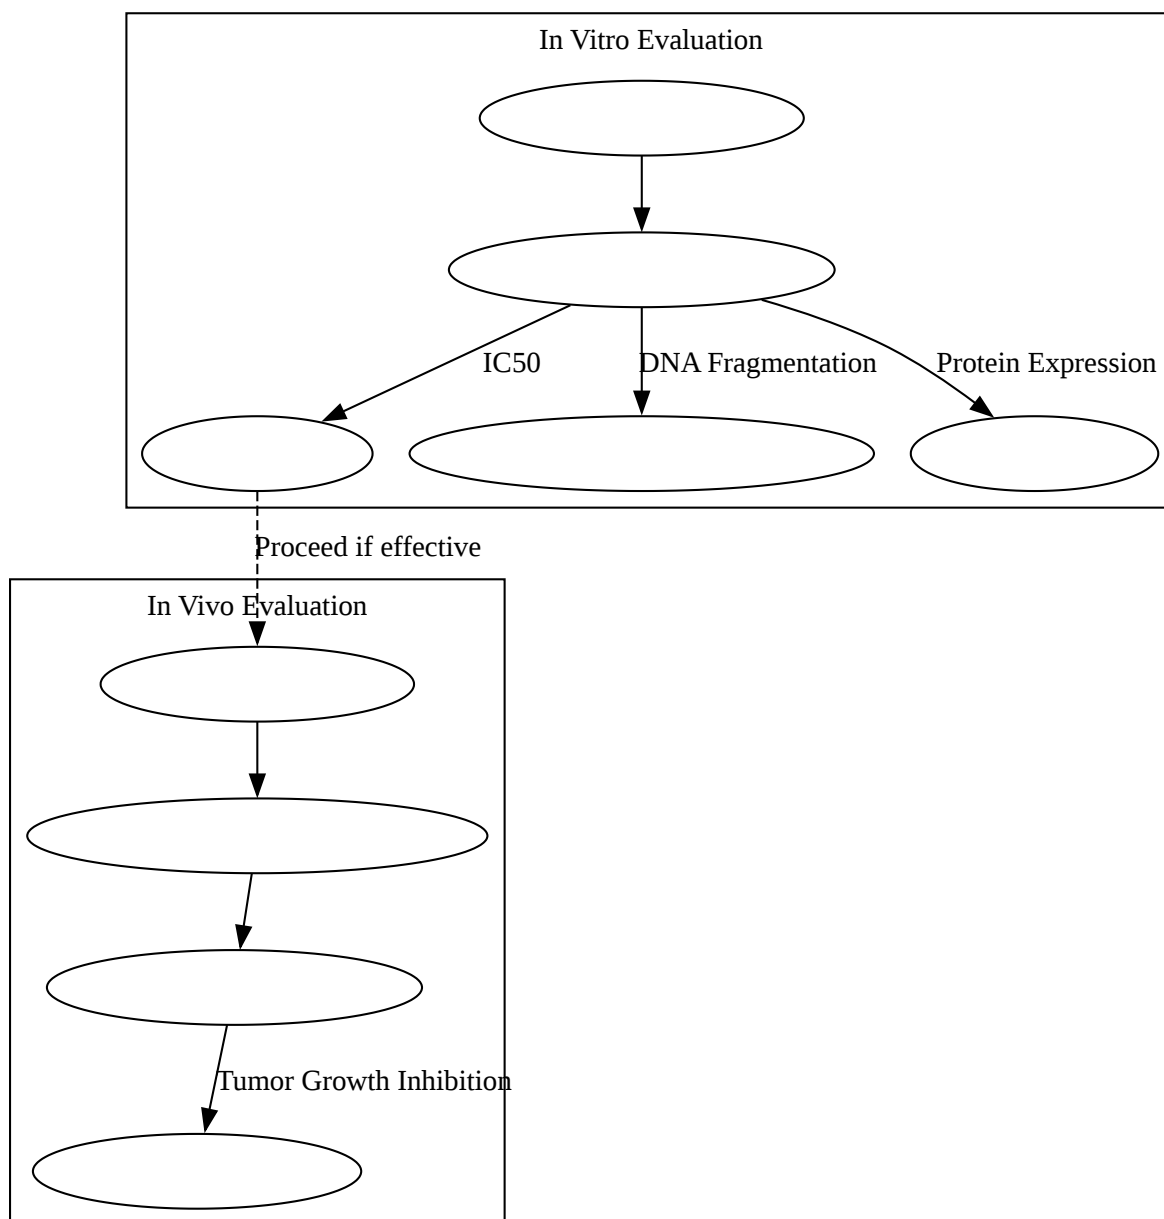 In Vitro Evaluation
IC50
DNA Fragmentation
Protein Expression
Proceed if effective
In Vivo Evaluation
Tumor Growth Inhibition